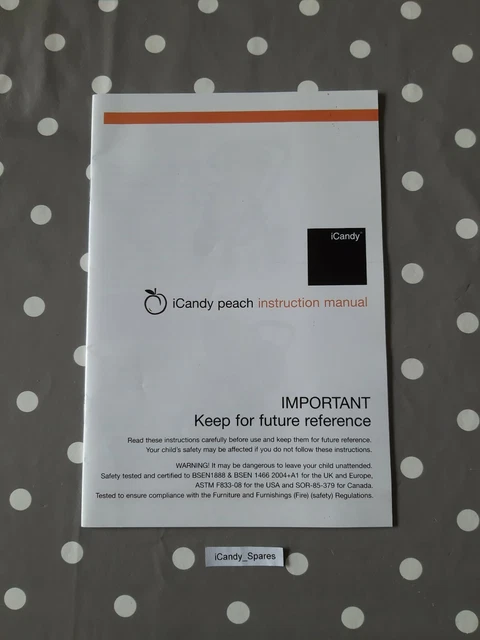 iCandy™
iCandy peach instruction manual
IMPORTANT
Keep for future reference
Read these instructions carefully before use and keep them for future reference.
Your child's safety may be affected if you do not follow these instructions.
WARNING! It may be dangerous to leave your child unattended.
Safety tested and certified to BSEN1888 & BSEN 1466 2004+A1 for the UK and Europe,
ASTM F833-08 for the USA and SOR-85-379 for Canada.
Tested to ensure compliance with the Furniture and Furnishings (Fire) (safety) Regulations.
iCandy_Spares